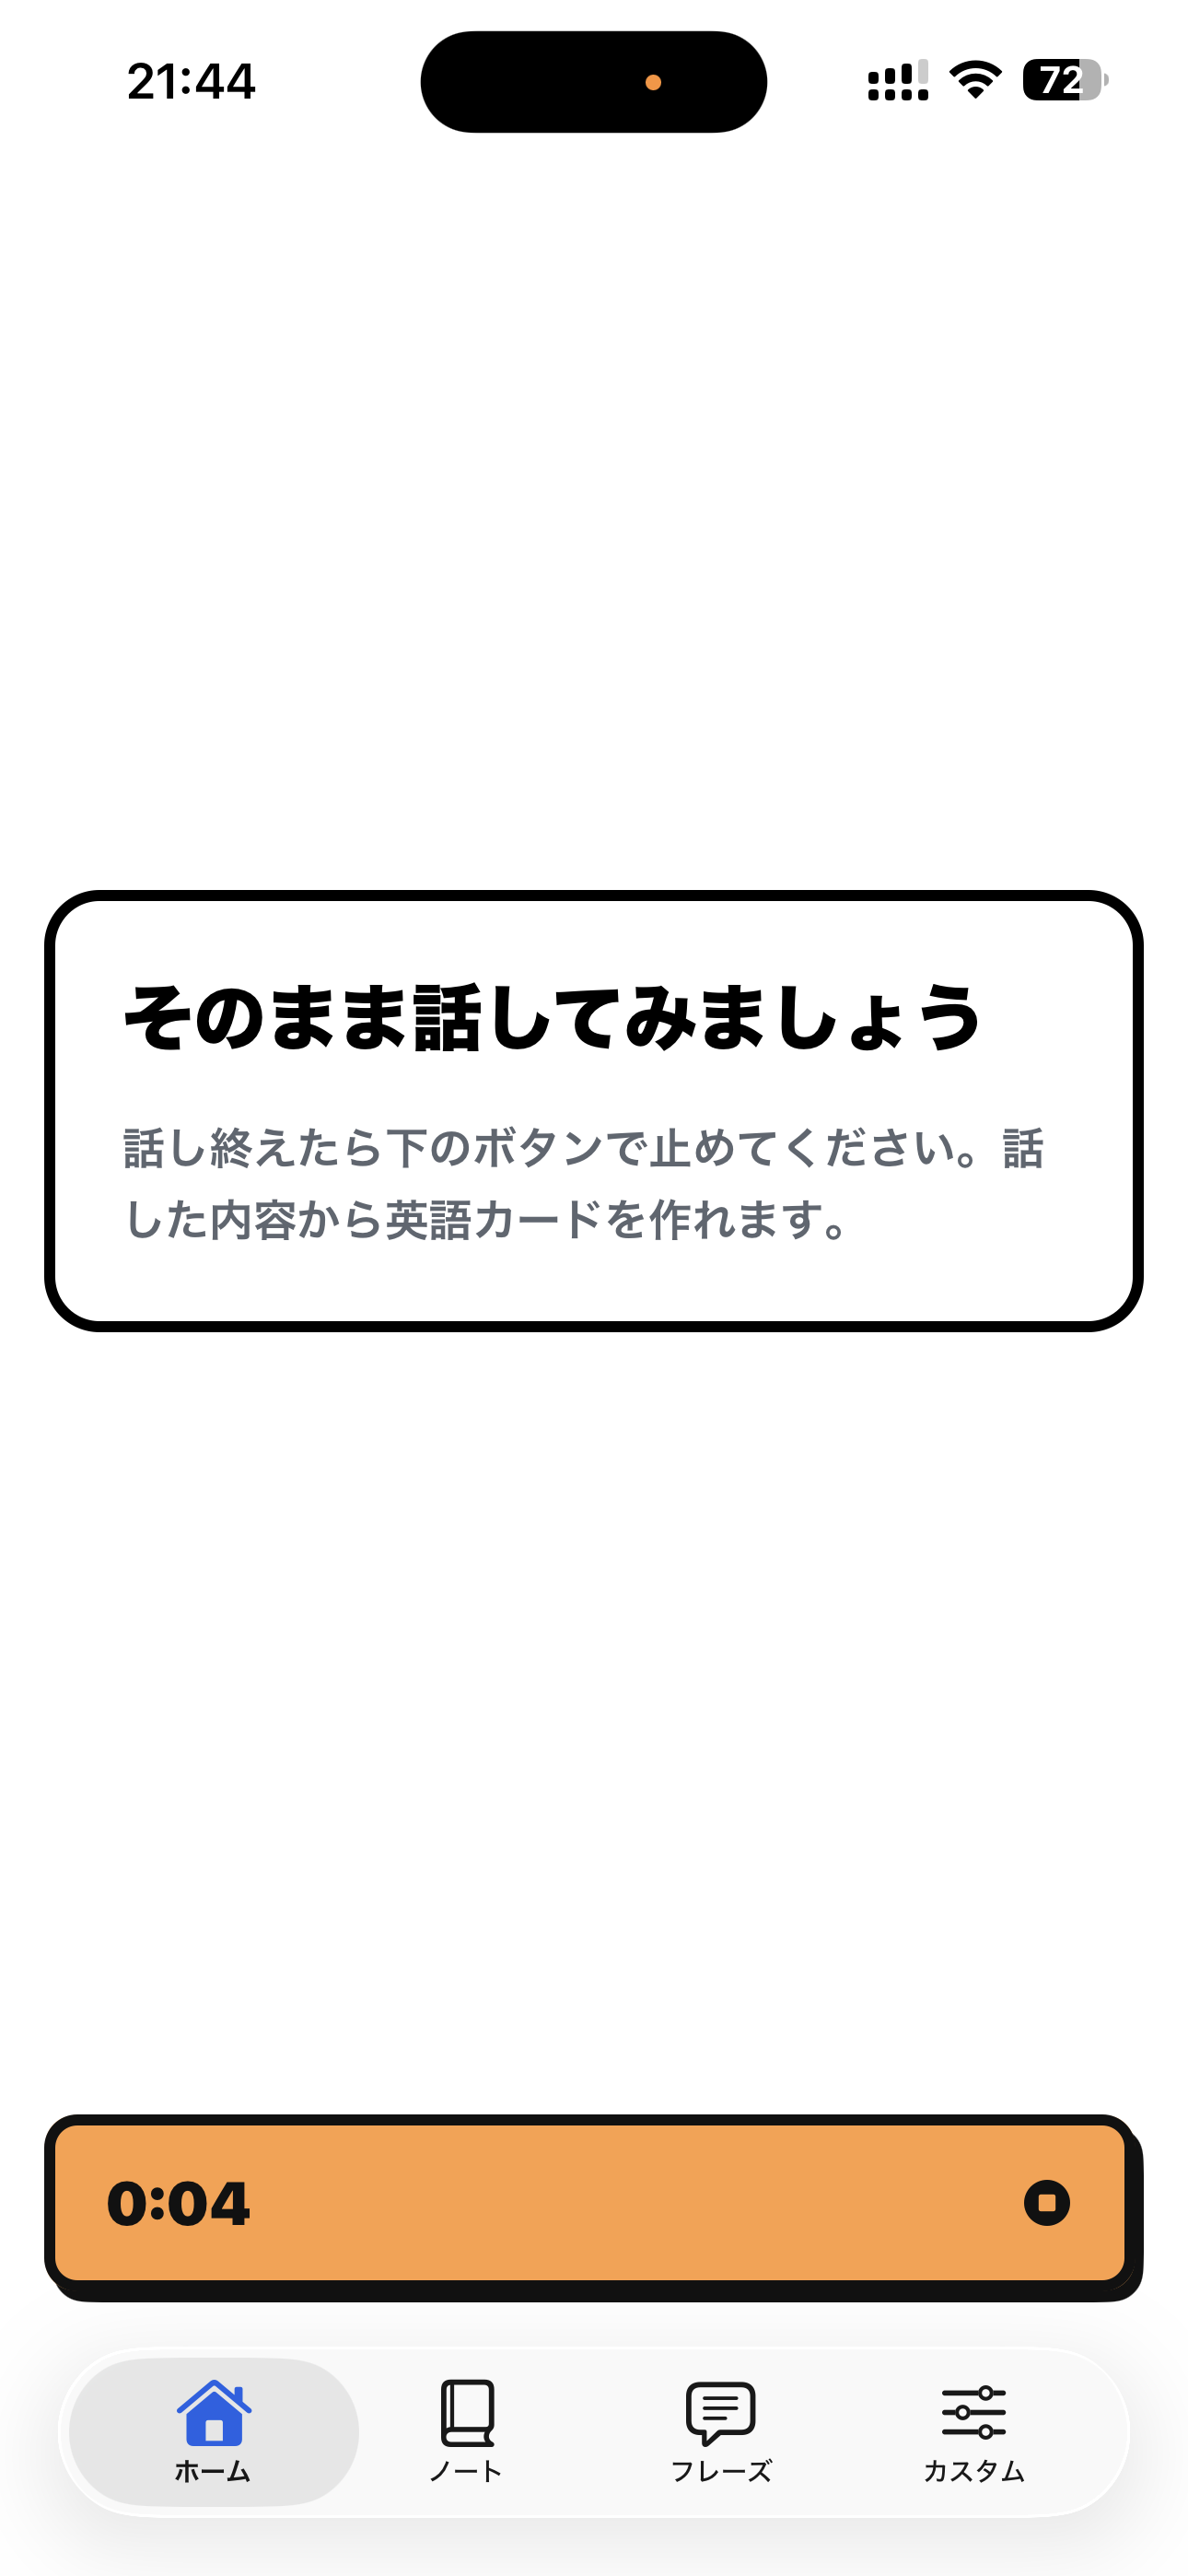 21:44
72
そのまま話してみましょう
話し終えたら下のボタンで止めてください。話
した内容から英語カードを作れます。
0:04
ホーム
ノート
フレーズ
カスタム